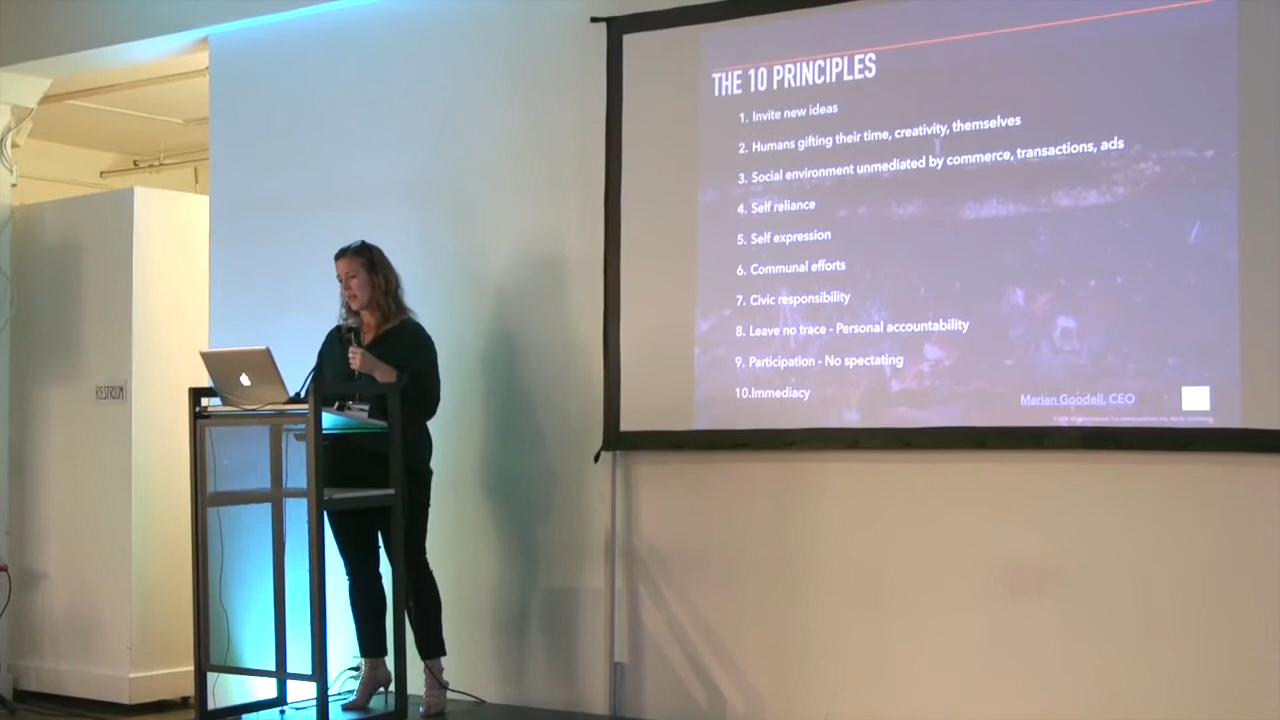 THE 10 PRINCIPLES
1. Invite new ideas
2. Humans gifting their time, creativity, themselves
3. Social environment unmediated by commerce, transactions, ads
4. Self reliance
5. Self expression
6. Communal efforts
7. Civic responsibility
8. Leave no trace - Personal accountability
9. Participation - No spectating
10.Immediacy
Marian Goodell, CEO
RESTROOM